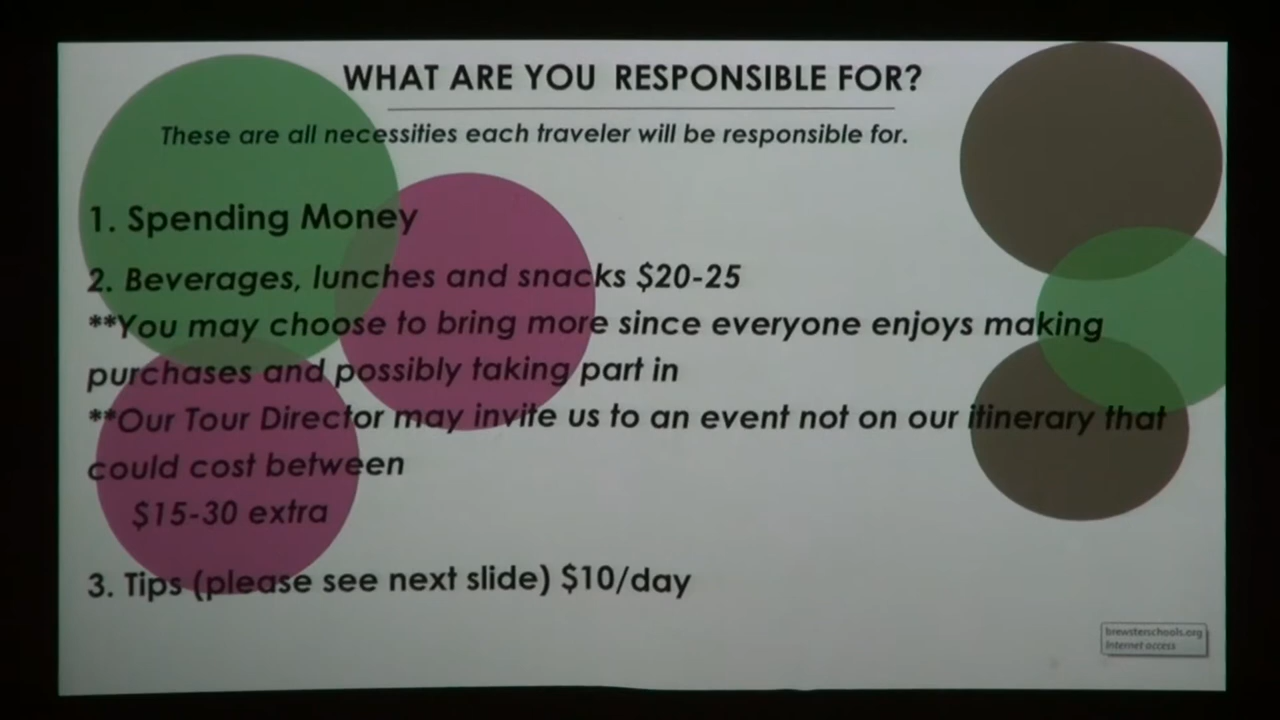 WHAT ARE YOU RESPONSIBLE FOR?
These are all necessities each traveler will be responsible for.
1. Spending Money
2. Beverages, lunches and snacks $20-25
**You may choose to bring more since everyone enjoys making
purchases and possibly taking part in
**Our Tour Director may invite us to an event not on our itinerary that
could cost between
$15-30 extra
3. Tips (please see next slide) $10/day
brewsterschools.org
Internet access